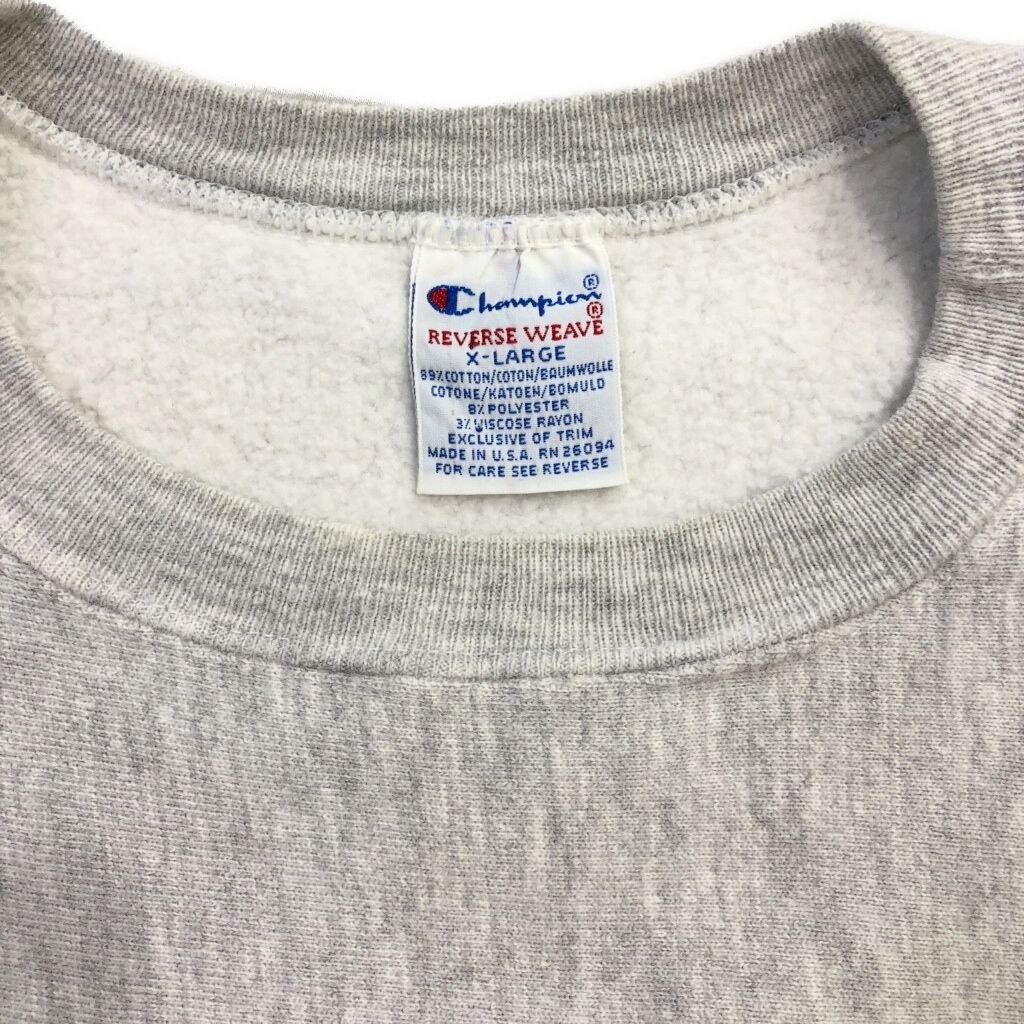 Champion®
REVERSE WEAVE®
X-LARGE
89% COTTON/COTON/BAUMWOLLE
COTONE/KATOEN/BOMULD
8% POLYESTER
3% VISCOSE RAYON
EXCLUSIVE OF TRIM
MADE IN U.S.A. RN 26094
FOR CARE SEE REVERSE